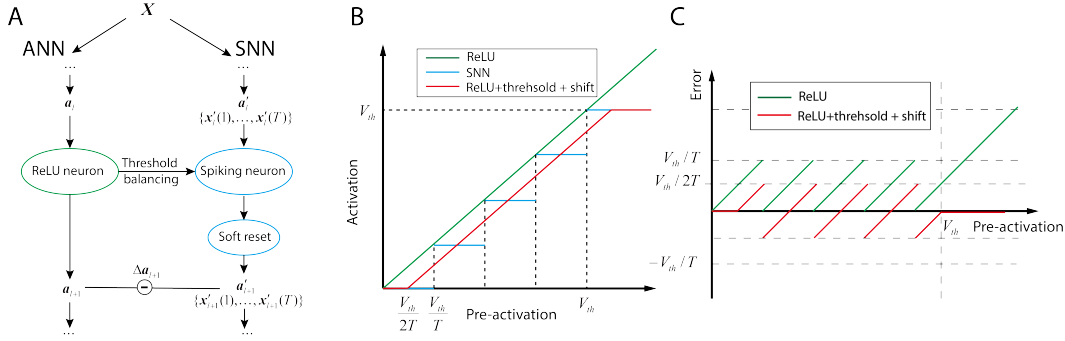 A
X
ANN
SNN
...
...
a_l
a'_l
{x'_l(1),…,x'_l(T)}
ReLU neuron
Threshold
balancing
Spiking neuron
Soft reset
Δa_{l+1}
a_{l+1}
−
a'_{l+1}
{x'_{l+1}(1),…,x'_{l+1}(T)}
...
...
B
ReLU
SNN
ReLU+threhsold + shift
V_th
Activation
V_th/2T
V_th/T
V_th
Pre-activation
C
Error
ReLU
ReLU+threhsold + shift
V_th / T
V_th / 2T
V_th
Pre-activation
−V_th / T